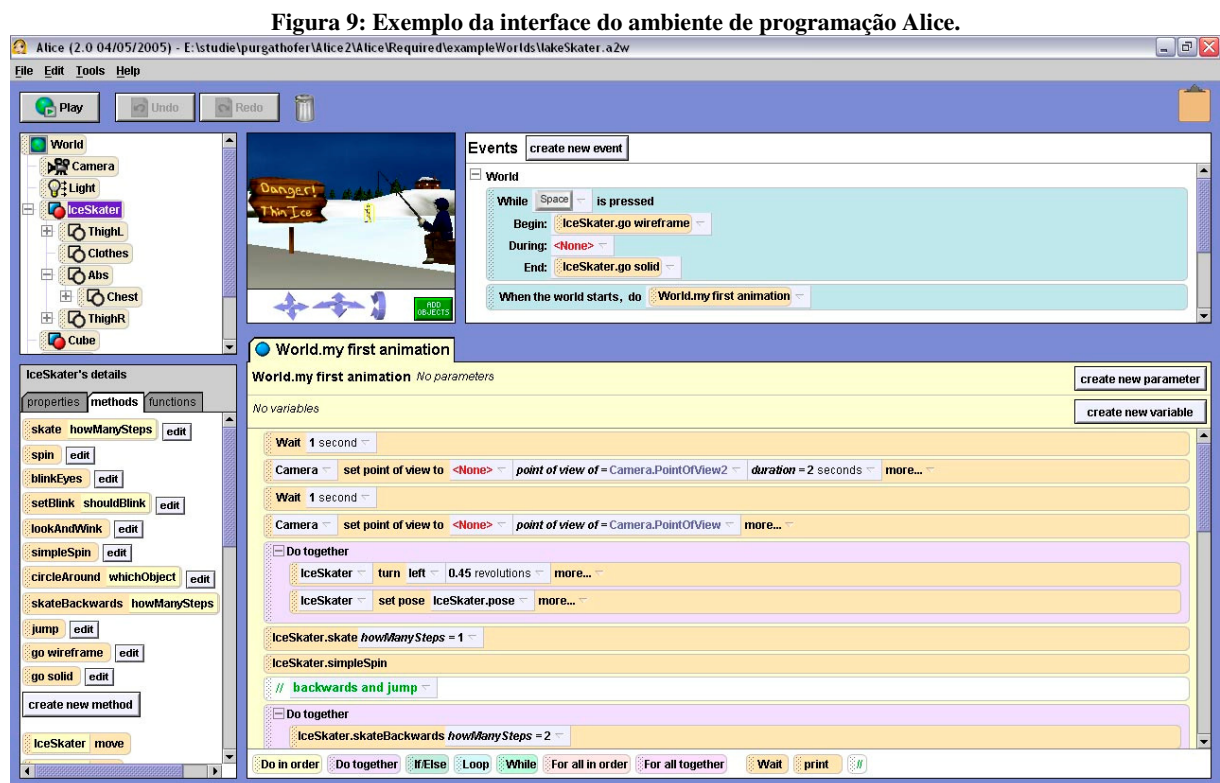 Figura 9: Exemplo da interface do ambiente de programação Alice.
Alice (2.0 04/05/2005) - E:\studie\purgathofer\Alice2\Alice\Required\exampleWorlds\lakeSkater.a2w
File Edit Tools Help
Play Undo Redo
World
Camera
Light
IceSkater
ThighL
Clothes
Abs
Chest
ThighR
Cube
Danger!
Thin Ice
ADD
OBJECTS
Events create new event
World
While Space is pressed
Begin: IceSkater.go wireframe
During: <None>
End: IceSkater.go solid
When the world starts, do World.my first animation
IceSkater's details
properties methods functions
skate howManySteps edit
spin edit
blinkEyes edit
setBlink shouldBlink edit
lookAndWink edit
simpleSpin edit
circleAround whichObject edit
skateBackwards howManySteps
jump edit
go wireframe edit
go solid edit
create new method
IceSkater move
World.my first animation
World.my first animation No parameters create new parameter
No variables create new variable
Wait 1 second
Camera set point of view to <None> point of view of = Camera.PointOfView2 duration = 2 seconds more...
Wait 1 second
Camera set point of view to <None> point of view of = Camera.PointOfView more...
Do together
IceSkater turn left 0.45 revolutions more...
IceSkater set pose IceSkater.pose more...
IceSkater.skate howManySteps = 1
IceSkater.simpleSpin
// backwards and jump
Do together
IceSkater.skateBackwards howManySteps = 2
Do in order Do together If/Else Loop While For all in order For all together Wait print //